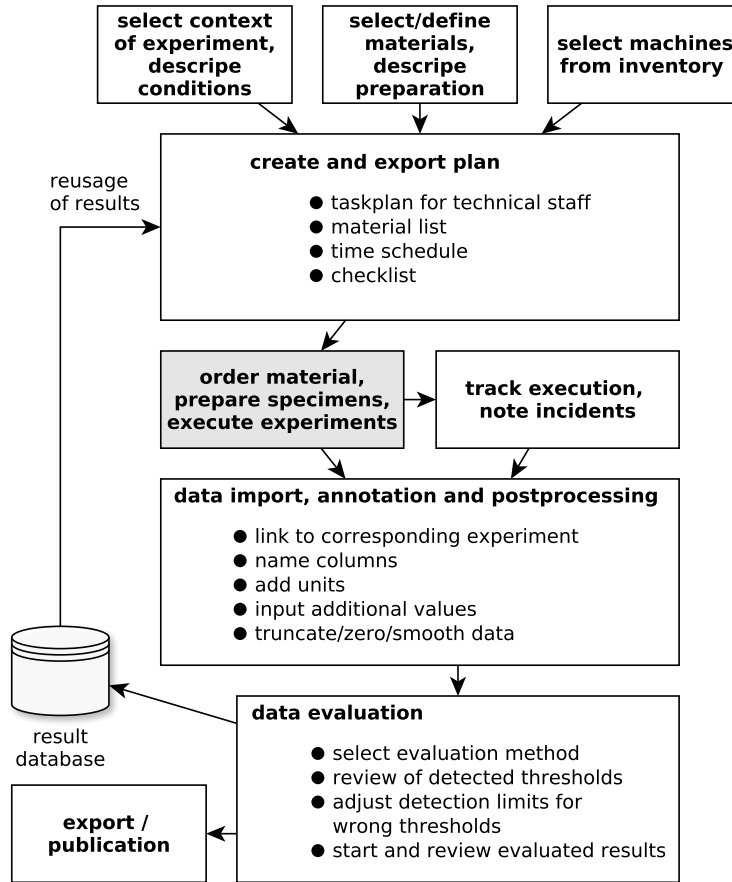 select context
of experiment,
descripe
conditions
select/define
materials,
descripe
preparation
select machines
from inventory
create and export plan
● taskplan for technical staff
● material list
● time schedule
● checklist
reusage
of results
order material,
prepare specimens,
execute experiments
track execution,
note incidents
data import, annotation and postprocessing
● link to corresponding experiment
● name columns
● add units
● input additional values
● truncate/zero/smooth data
result
database
data evaluation
● select evaluation method
● review of detected thresholds
● adjust detection limits for
wrong thresholds
● start and review evaluated results
export /
publication